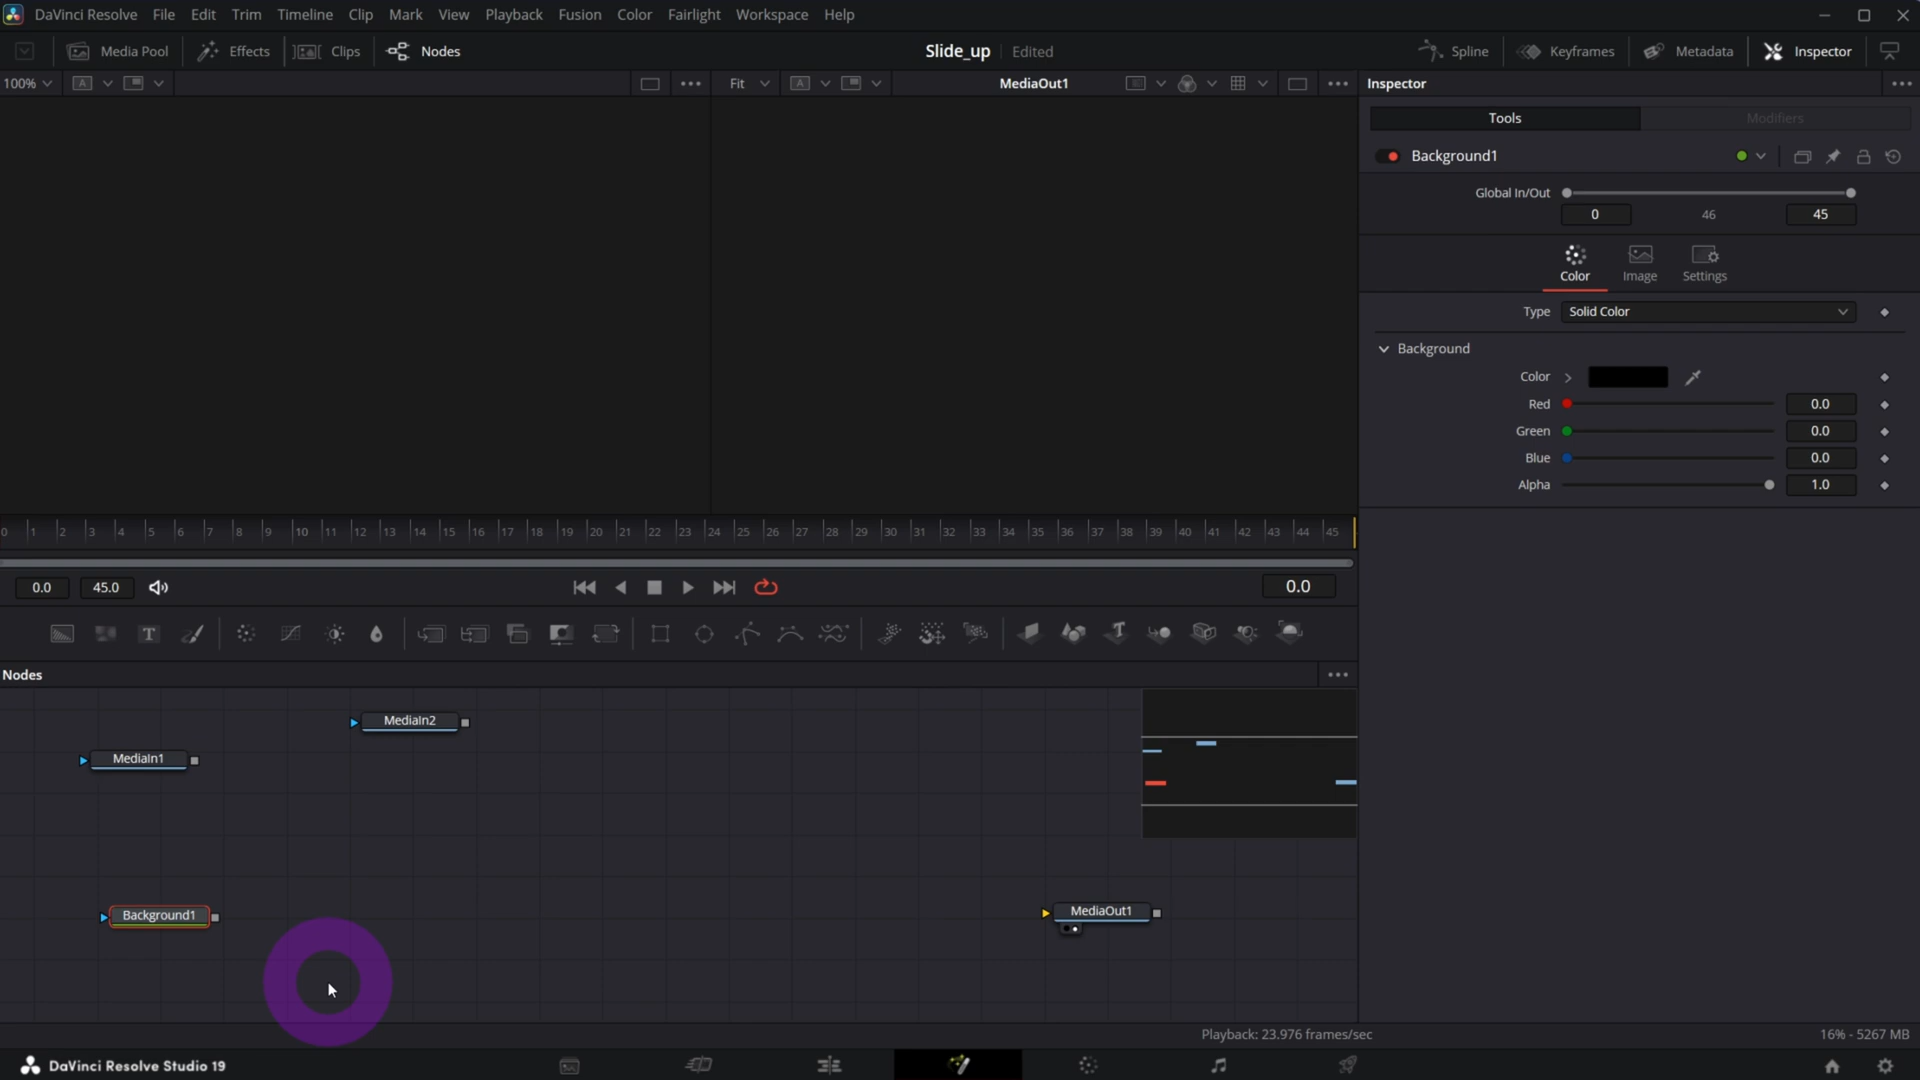 DaVinci Resolve File Edit Trim Timeline Clip Mark View Playback Fusion Color Fairlight Workspace Help
Media Pool Effects Clips Nodes Slide_up Edited Spline Keyframes Metadata Inspector
100% A Fit A MediaOut1 Inspector
Tools Modifiers
Background1
Global In/Out
0 46 45
Color Image Settings
Type Solid Color
Background
Color
Red 0.0
Green 0.0
Blue 0.0
Alpha 1.0
0 1 2 3 4 5 6 7 8 9 10 11 12 13 14 15 16 17 18 19 20 21 22 23 24 25 26 27 28 29 30 31 32 33 34 35 36 37 38 39 40 41 42 43 44 45
0.0 45.0 0.0
T T
Nodes
MediaIn2
MediaIn1
Background1
MediaOut1
Playback: 23.976 frames/sec 16% - 5267 MB
DaVinci Resolve Studio 19